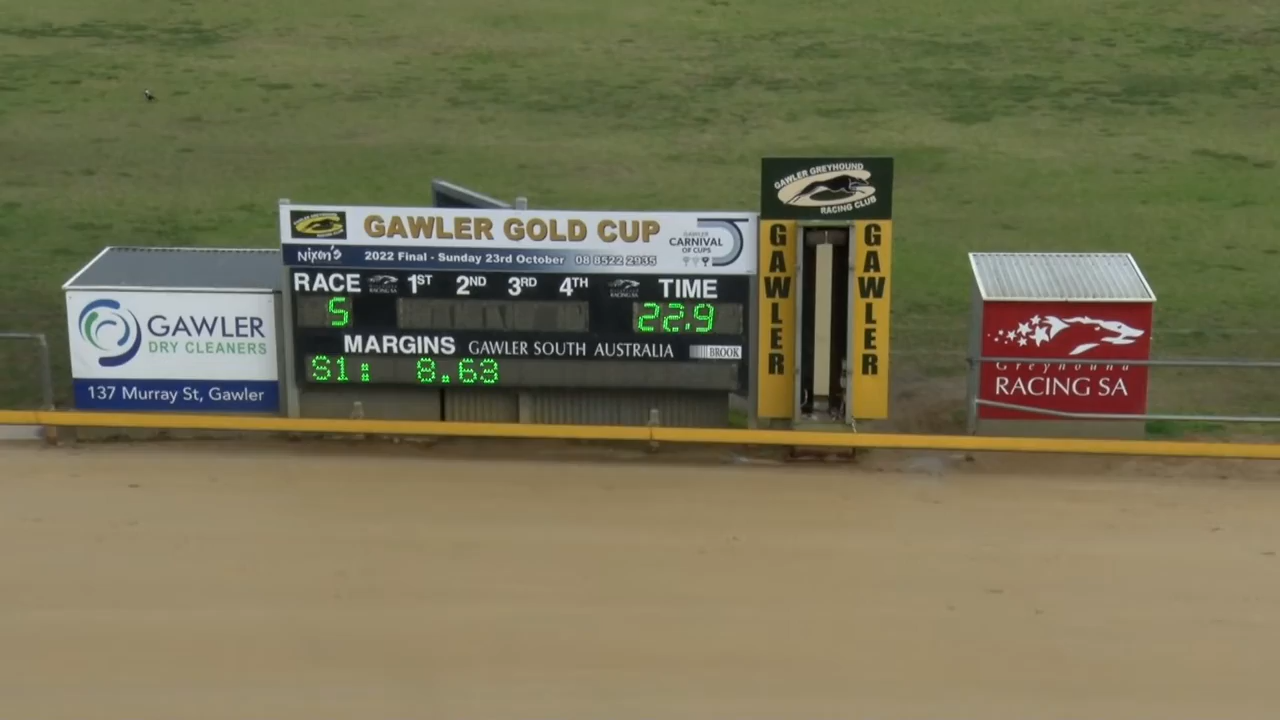 GAWLER GREYHOUND
RACING CLUB
GAWLER GOLD CUP
GAWLER
CARNIVAL
OF CUPS
Nixon's
2022 Final - Sunday 23rd October 08 8522 2935
RACE 1ST 2ND 3RD 4TH TIME
5 22.9
MARGINS GAWLER SOUTH AUSTRALIA BROOK
S1: 8.63
GAWLER
GAWLER
GAWLER
DRY CLEANERS
137 Murray St, Gawler
Greyhound
RACING SA